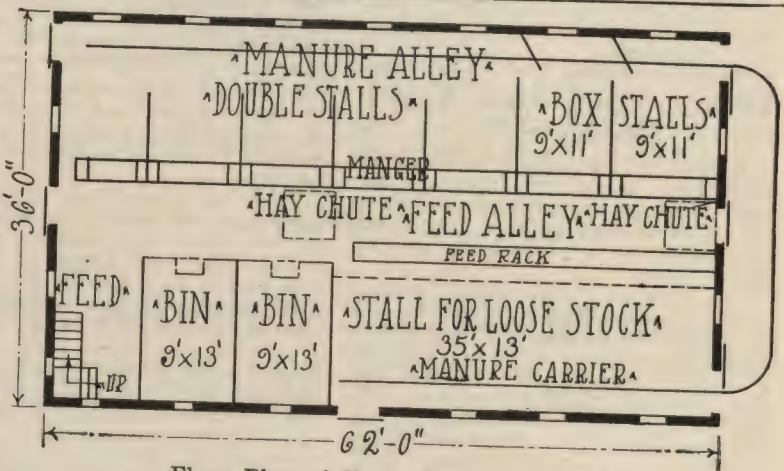 MANURE ALLEY
DOUBLE STALLS
BOX STALLS
9'x11' 9'x11'
MANGER
HAY CHUTE FEED ALLEY HAY CHUTE
FEED RACK
36'-0"
FEED
BIN BIN STALL FOR LOOSE STOCK
9'x13' 9'x13' 35'x13'
MANURE CARRIER
UP
62'-0"